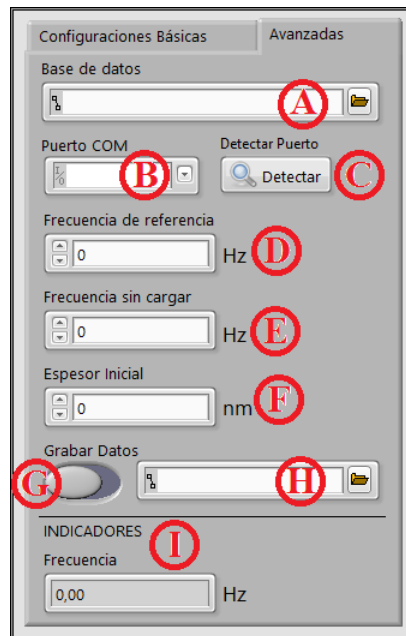 Configuraciones Básicas Avanzadas
Base de datos
A
Puerto COM Detectar Puerto
I/O B Detectar C
Frecuencia de referencia
0 Hz D
Frecuencia sin cargar
0 Hz E
Espesor Inicial
0 nm F
Grabar Datos
G H
INDICADORES
I
Frecuencia
0,00 Hz